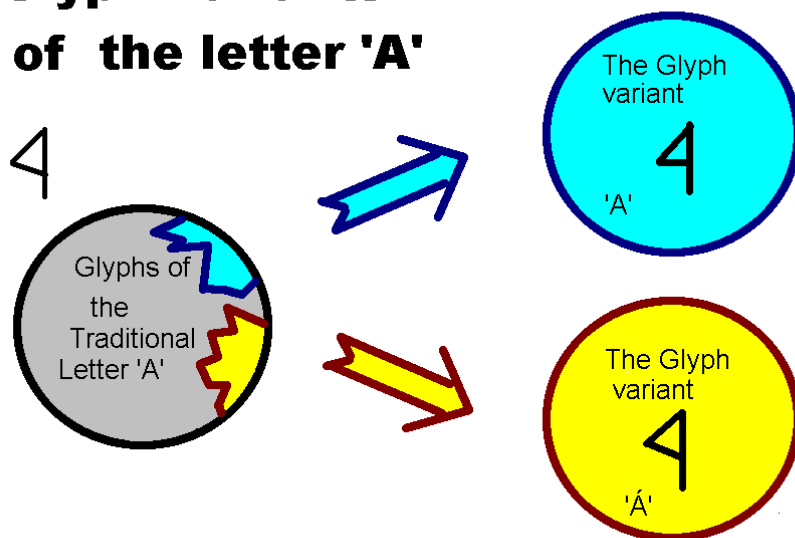 of the letter 'A'
The Glyph
variant
'A'
Glyphs of
the
Traditional
Letter 'A'
The Glyph
variant
'Á'